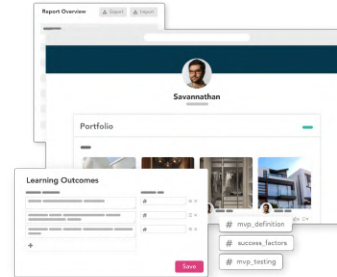 Report Overview
Export
Import
Savannathan
Portfolio
Learning Outcomes
#
#
#
+
Save
# mvp_definition
# success_factors
# mvp_testing